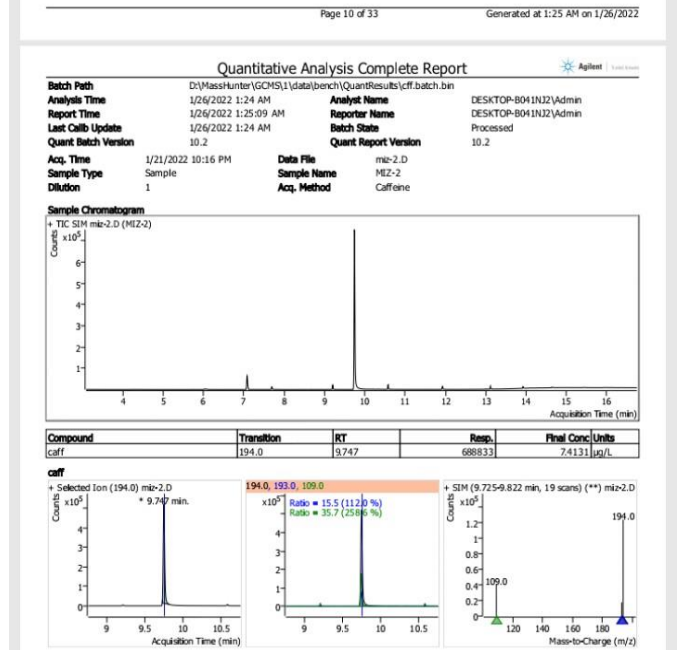 Page 10 of 33 Generated at 1:25 AM on 1/26/2022
Quantitative Analysis Complete Report
Agilent
Batch Path D:\MassHunter\GCMS\1\data\bench\QuantResults\cff.batch.bin
Analysis Time 1/26/2022 1:24 AM Analyst Name DESKTOP-B041NJ2\Admin
Report Time 1/26/2022 1:25:09 AM Reporter Name DESKTOP-B041NJ2\Admin
Last Calib Update 1/26/2022 1:24 AM Batch State Processed
Quant Batch Version 10.2 Quant Report Version 10.2
Acq. Time 1/21/2022 10:16 PM Data File miz-2.D
Sample Type Sample Sample Name MIZ-2
Dilution 1 Acq. Method Caffeine
Sample Chromatogram
+ TIC SIM miz-2.D (MIZ-2)
Counts
x10⁵
6
5
4
3
2
1
4 5 6 7 8 9 10 11 12 13 14 15 16
Acquisition Time (min)
Compound Transition RT Resp. Final Conc Units
caff 194.0 9.747 688833 7.4131 µg/L
caff
+ Selected Ion (194.0) miz-2.D
Counts
x10⁵
* 9.747 min.
4
3
2
1
0
9 9.5 10 10.5
Acquisition Time (min)
194.0, 193.0, 109.0
x10⁵
Ratio = 15.5 (112.0 %)
Ratio = 35.7 (258.6 %)
4
3
2
1
0
9 9.5 10 10.5
+ SIM (9.725-9.822 min, 19 scans) (**) miz-2.D
Counts
x10⁵
194.0
1.2
1
0.8
0.6
0.4
109.0
0.2
0
120 140 160 180
Mass-to-Charge (m/z)